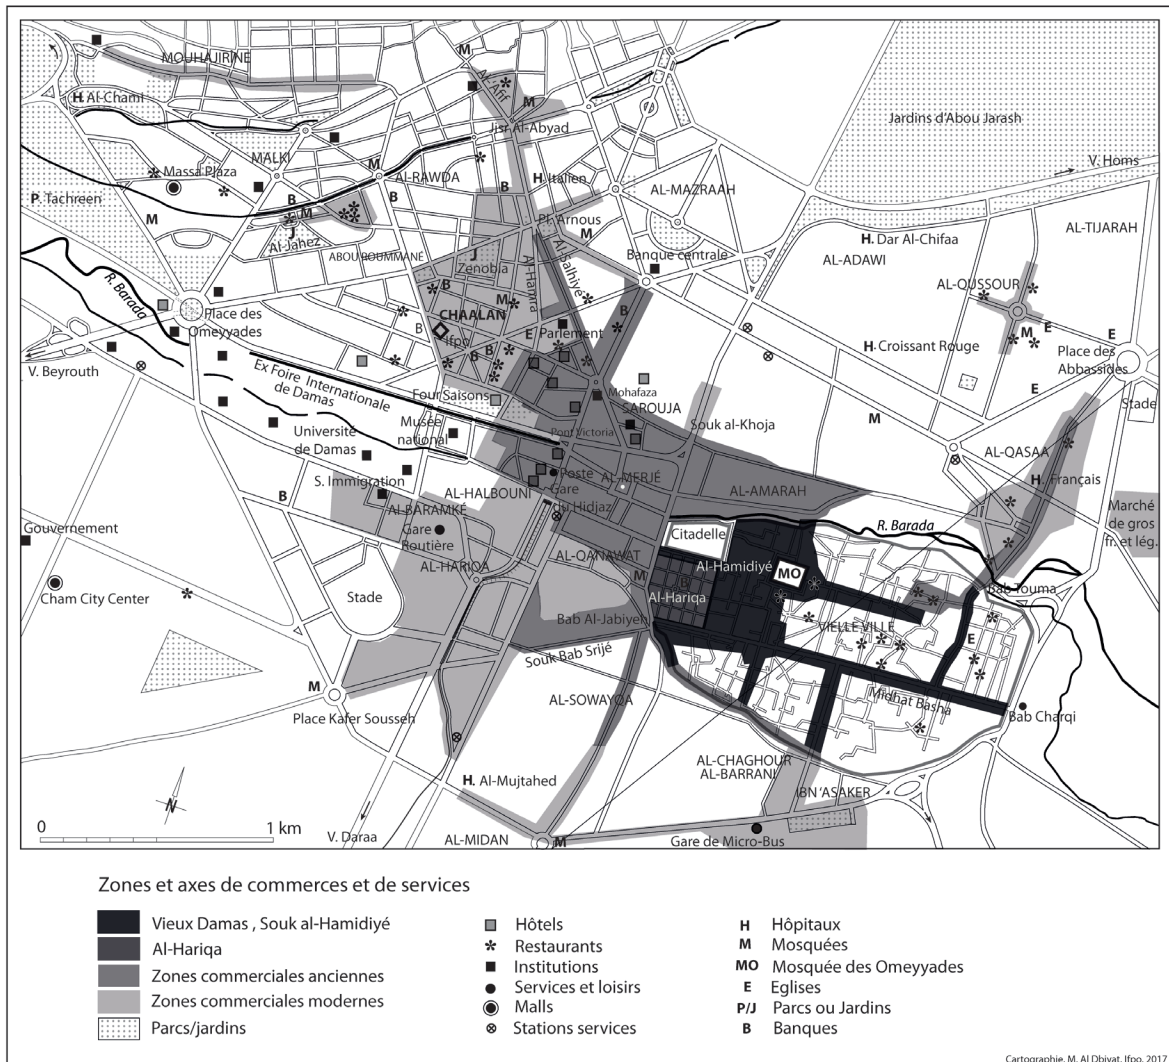 MOUHAJIRINE
M
AL-Afif
H. Al-Chami
M
Jisr Al-Abyad
Jardins d'Abou Jarash
V. Homs
MALKI
Massa Plaza
M
AL-RAWDA
H Italien
AL-MAZRAAH
P. Tachreen
M
B
M
B
B
J
Al-Jahez
ABOU ROUMMANÉ
Pl. 'Arnous
M
Banque centrale
H. Dar Al-Chifaa
AL-ADAWI
AL-TIJARAH
J
Zenobia
Al-Hamra
Al Salhiyé
R. Barada
B
M
B
AL-QUSSOUR
Place des
Omeyyades
CHAALAN
B
Ifpo
E
Parlement
M
É
E
H. Croissant Rouge
Place des
Abbassides
V. Beyrouth
Ex Foire Internationale
de Damas
B
B
Four Saisons
Mohafaza
SAROUJA
E
M
Stade
Université
de Damas
Musée
national
Pont Victoria
Souk al-Khoja
AL-QASAA
S. Immigration
B
Poste
AL-MERJÉ
H. Français
AL-HALBOUNI
Gare
du Hidjaz
AL-AMARAH
AL-BARAMKÉ
Gare
Routière
Marché
de gros
fr. et lég.
Gouvernement
Citadelle
R. Barada
AL-HARIQA
AL-QANAWAT
Al-Hamidiyé
MO
M
B
Al-Hariqa
Cham City Center
Stade
Bab Touma
Bab Al-Jabiyeh
VIELLE VILLE
E
Souk Bab Srijé
M
AL-SOWAYQA
Midhat Basha
Place Kafer Sousseh
Bab Charqi
AL-CHAGHOUR
AL-BARRANI
H. Al-Mujtahed
IBN 'ASAKER
N
0
1 km
V. Daraa
AL-MIDAN
M
Gare de Micro-Bus
Zones et axes de commerces et de services
Vieux Damas , Souk al-Hamidiyé
Al-Hariqa
Zones commerciales anciennes
Zones commerciales modernes
Parcs/jardins
Hôtels
Restaurants
Institutions
Services et loisirs
Malls
Stations services
H Hôpitaux
M Mosquées
MO Mosquée des Omeyyades
E Eglises
P/J Parcs ou Jardins
B Banques
Cartographie. M. Al Dbiyat, Ifpo, 2017